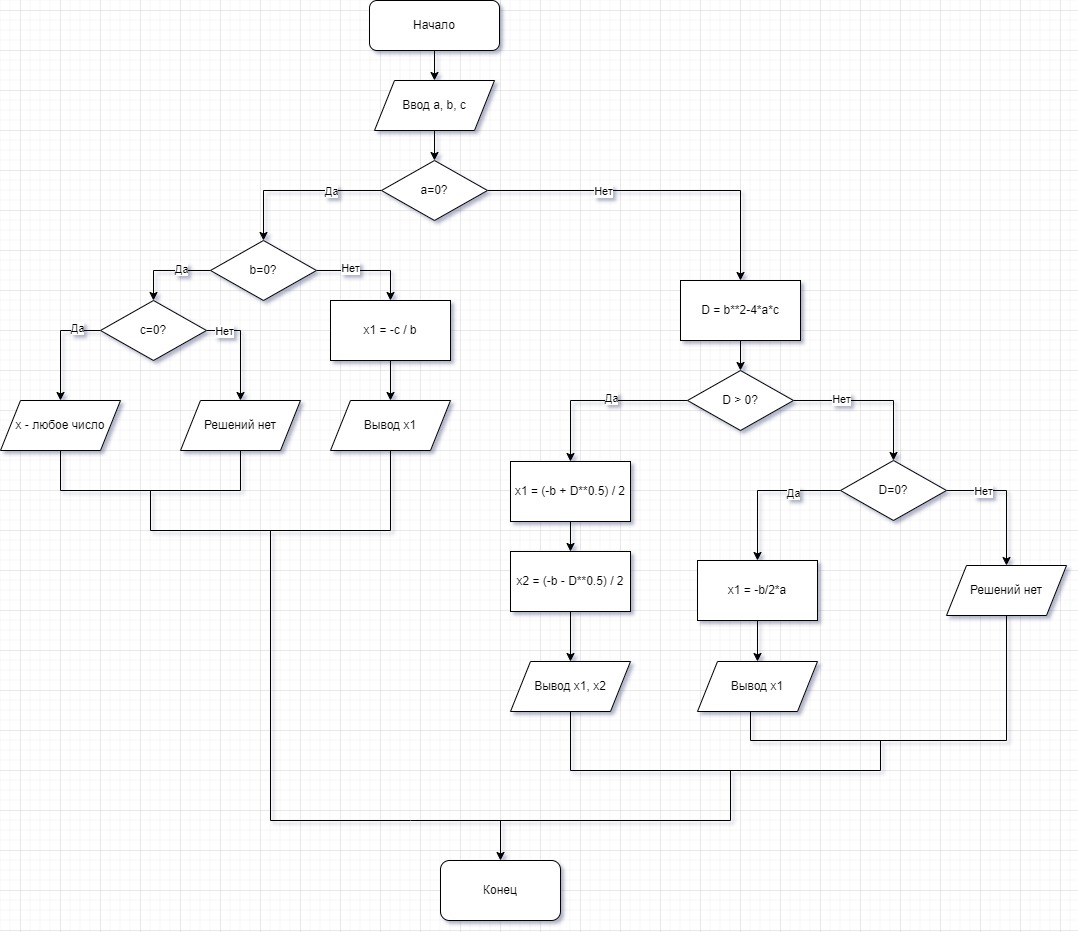 Начало
Ввод a, b, c
a=0?
Да
Нет
b=0?
Да
Нет
c=0?
Да
Нет
x1 = -c / b
D = b**2-4*a*c
x - любое число
Решений нет
Вывод x1
D > 0?
Да
Нет
x1 = (-b + D**0.5) / 2
D=0?
Да
Нет
x2 = (-b - D**0.5) / 2
x1 = -b/2*a
Решений нет
Вывод x1, x2
Вывод x1
Конец